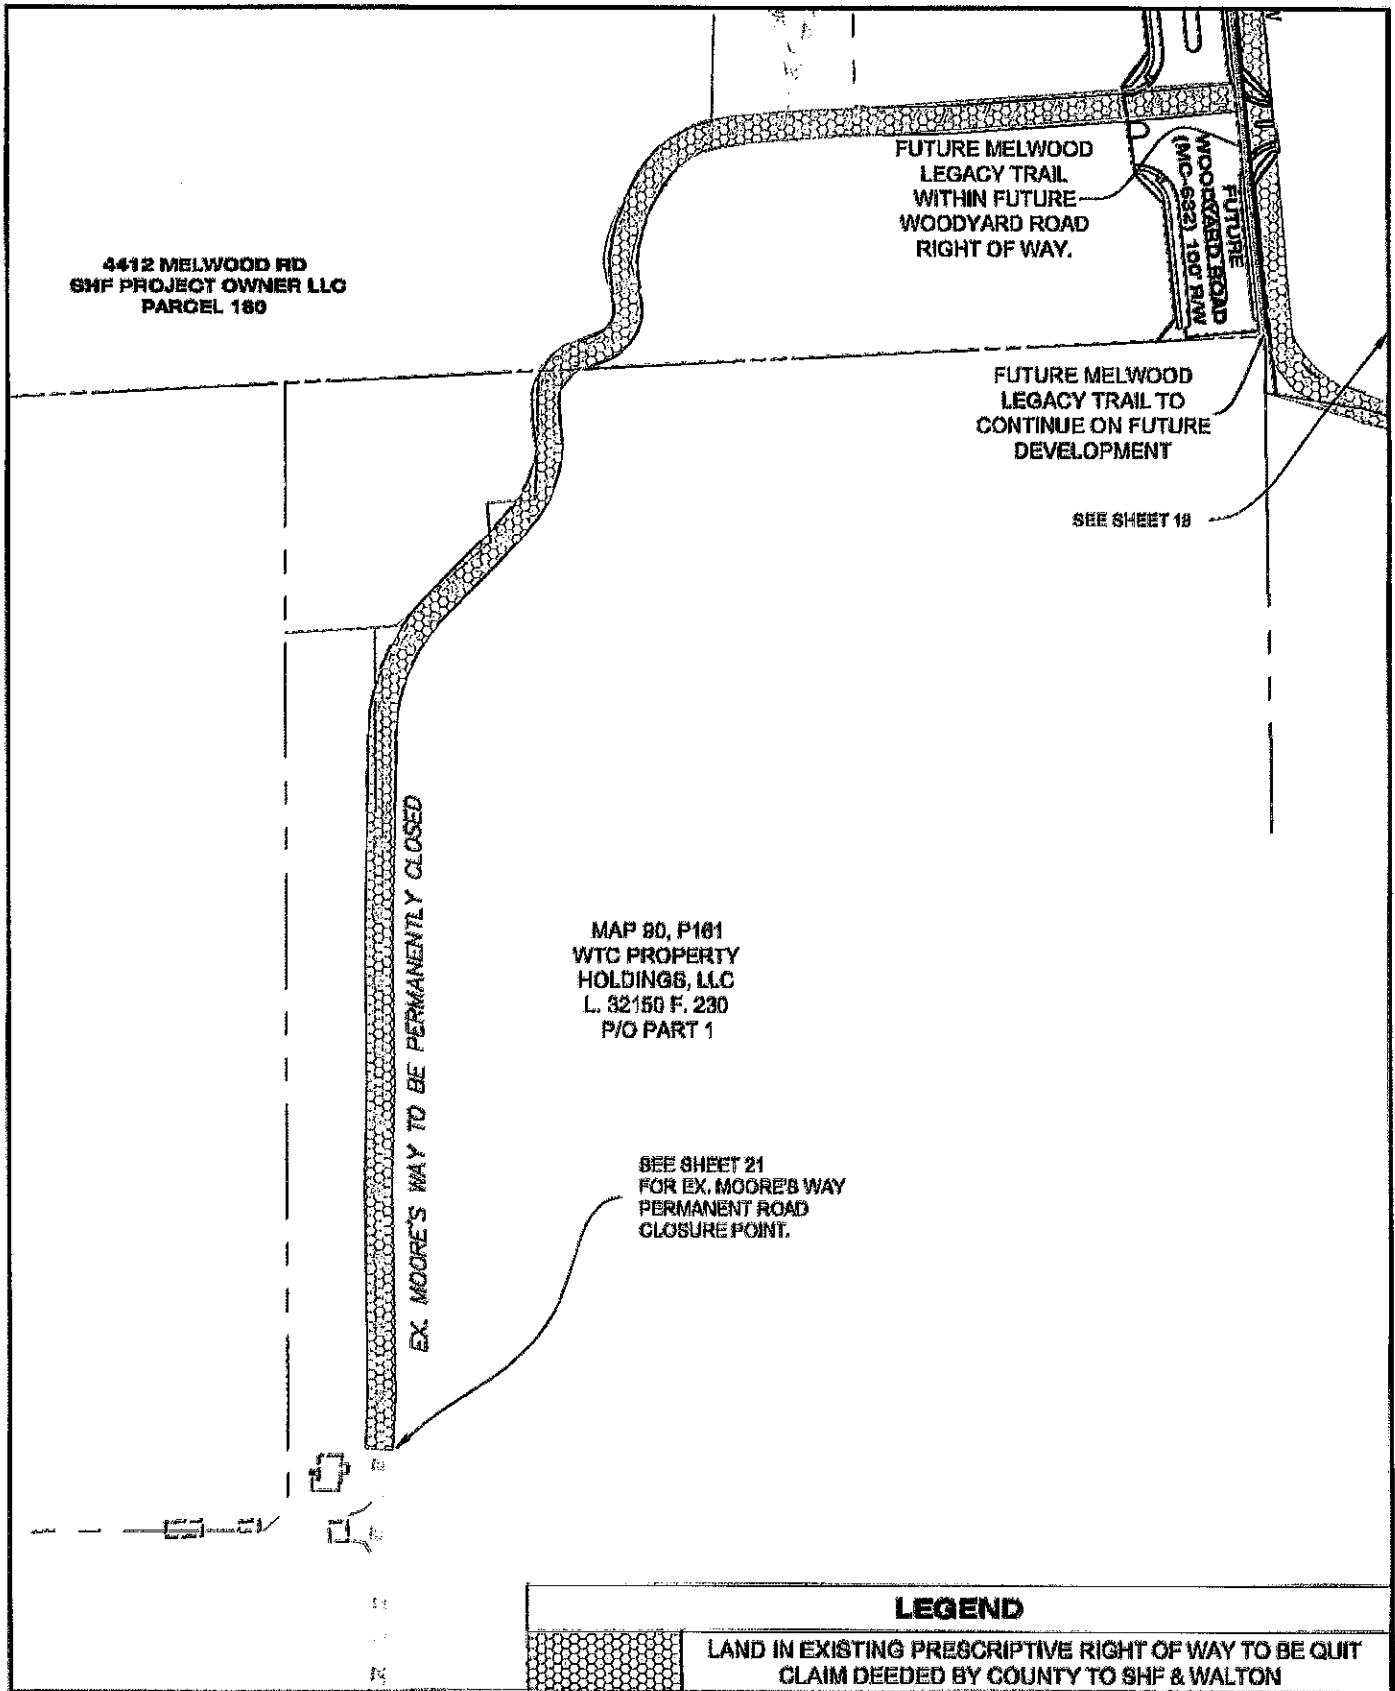 FUTURE MELWOOD
LEGACY TRAIL
WITHIN FUTURE
WOODYARD ROAD
RIGHT OF WAY.
FUTURE
WOODYARD ROAD
(MC-632) 100' R/W
4412 MELWOOD RD
SHF PROJECT OWNER LLC
PARCEL 160
FUTURE MELWOOD
LEGACY TRAIL TO
CONTINUE ON FUTURE
DEVELOPMENT
SEE SHEET 18
EX. MOORE'S WAY TO BE PERMANENTLY CLOSED
MAP 90, P161
WTC PROPERTY
HOLDINGS, LLC
L. 32150 F. 230
P/O PART 1
SEE SHEET 21
FOR EX. MOORE'S WAY
PERMANENT ROAD
CLOSURE POINT.
LEGEND
LAND IN EXISTING PRESCRIPTIVE RIGHT OF WAY TO BE QUIT
CLAIM DEEDED BY COUNTY TO SHF & WALTON